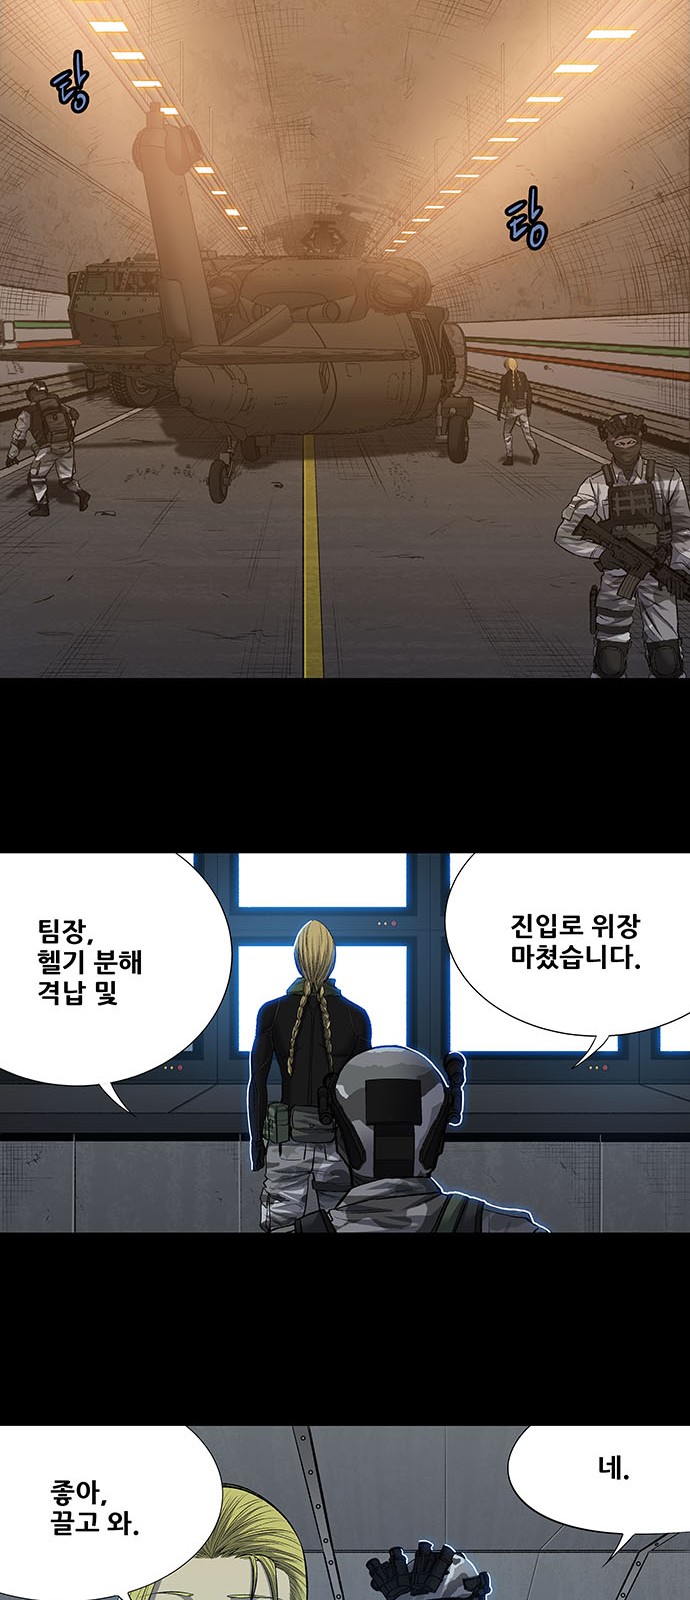 탕
탕
팀장,
헬기 분해
격납 및
진입로 위장
마쳤습니다.
좋아,
끌고 와.
네.